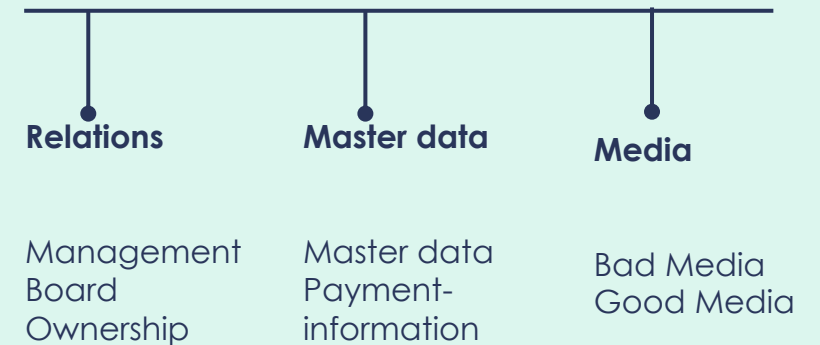 Relations
Management
Board
Ownership
Master data
Master data
Payment-
information
Media
Bad Media
Good Media